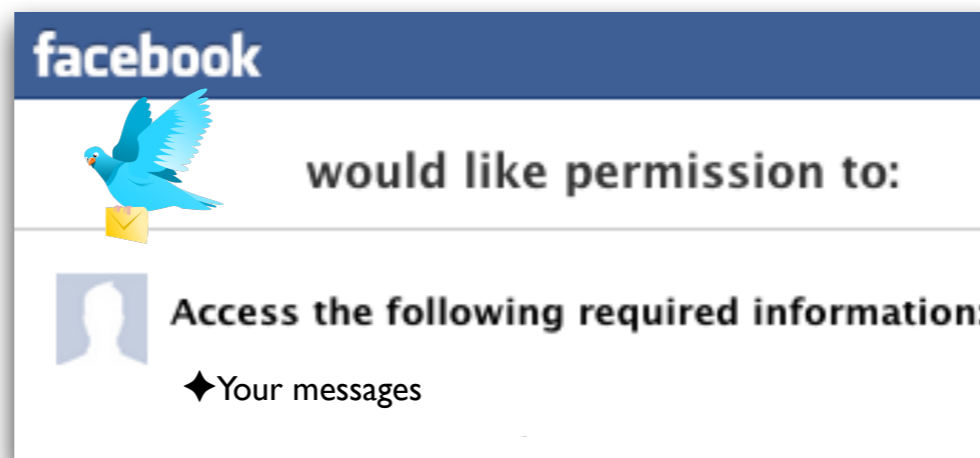 facebook
would like permission to:
Access the following required information:
✦Your messages